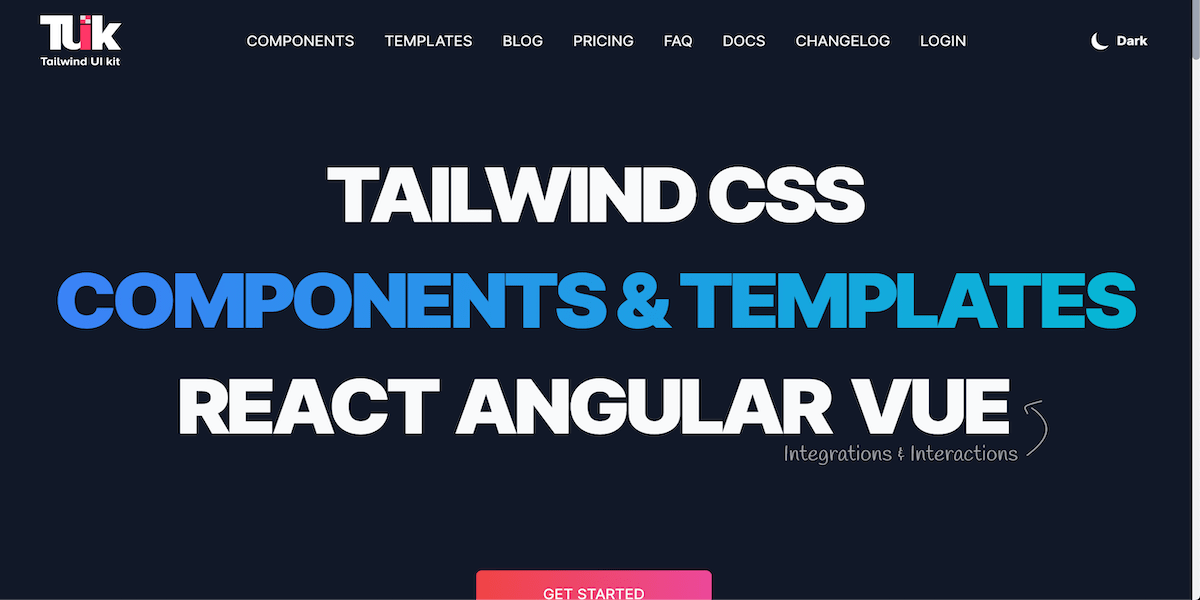 TUik
Tailwind UI kit
COMPONENTS TEMPLATES BLOG PRICING FAQ DOCS CHANGELOG LOGIN
Dark
TAILWIND CSS
COMPONENTS & TEMPLATES
REACT ANGULAR VUE
Integrations & Interactions
GET STARTED